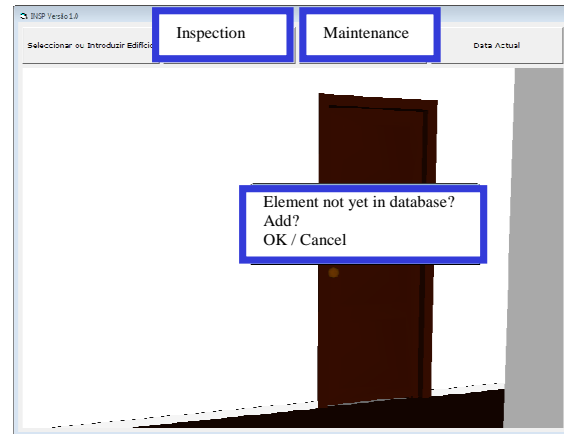 INSP Versão 1.0
Seleccionar ou Introduzir Edifício
Inspection
Maintenance
Data Actual
Element not yet in database?
Add?
OK / Cancel